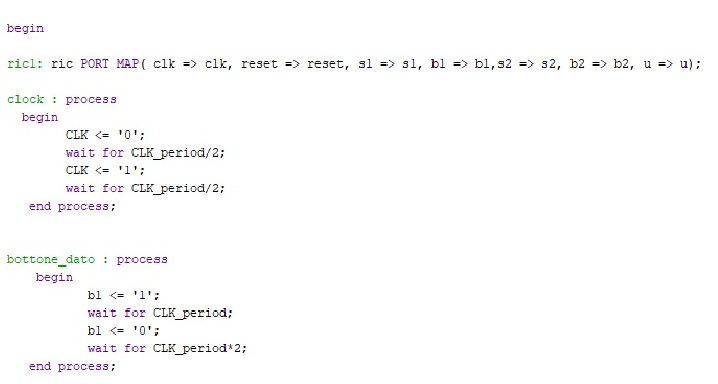 begin
ric1: ric PORT MAP( clk => clk, reset => reset, s1 => s1, b1 => b1,s2 => s2, b2 => b2, u => u);
clock : process
begin
CLK <= '0';
wait for CLK_period/2;
CLK <= '1';
wait for CLK_period/2;
end process;
bottone_dato : process
begin
b1 <= '1';
wait for CLK_period;
b1 <= '0';
wait for CLK_period*2;
end process;